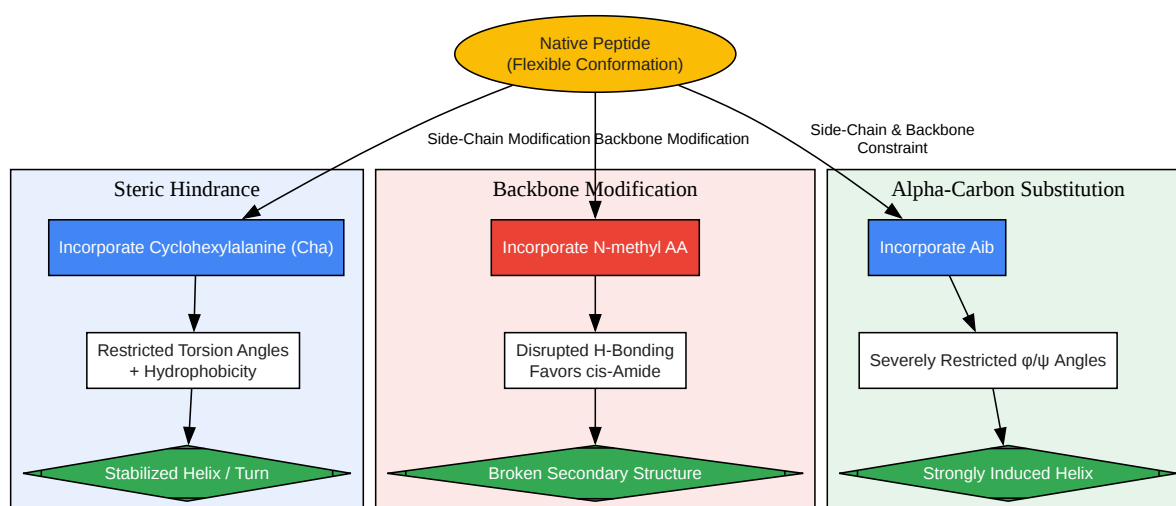 Native Peptide
(Flexible Conformation)
Side-Chain Modification
Backbone Modification
Side-Chain & Backbone
Constraint
Steric Hindrance
Backbone Modification
Alpha-Carbon Substitution
Incorporate Cyclohexylalanine (Cha)
Incorporate N-methyl AA
Incorporate Aib
Restricted Torsion Angles
+ Hydrophobicity
Disrupted H-Bonding
Favors cis-Amide
Severely Restricted φ/ψ Angles
Stabilized Helix / Turn
Broken Secondary Structure
Strongly Induced Helix